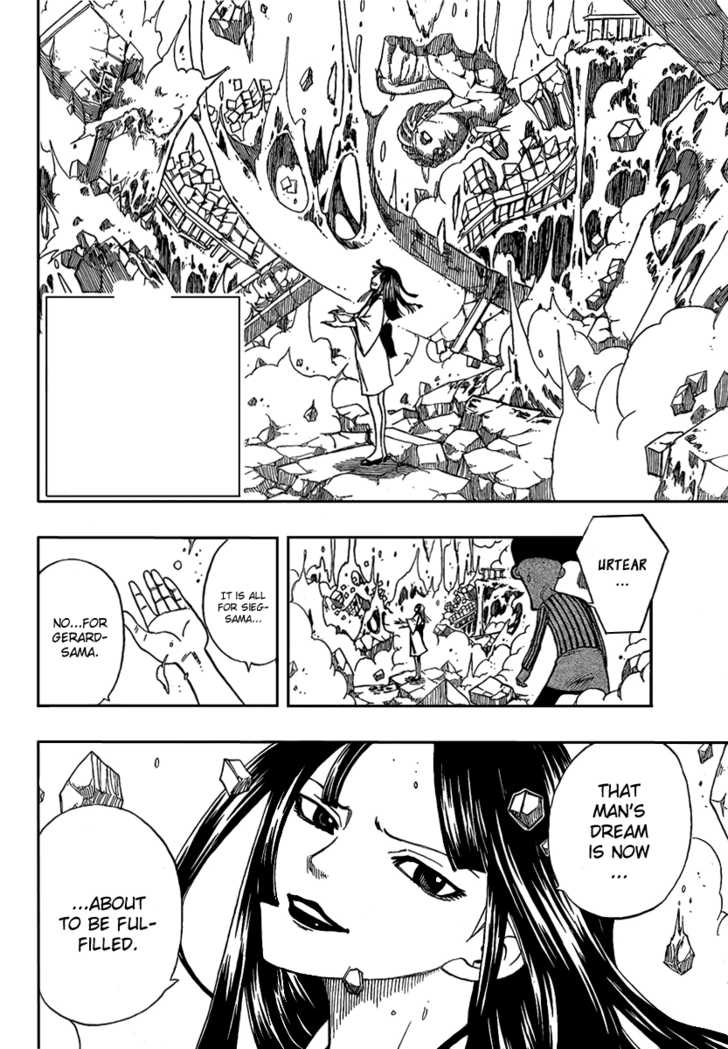 URTEAR
...
IT IS ALL
FOR SIEG-
SAMA...
NO...FOR
GERARD-
SAMA.
THAT
MAN'S
DREAM
IS NOW
...
...ABOUT
TO BE FUL-
FILLED.